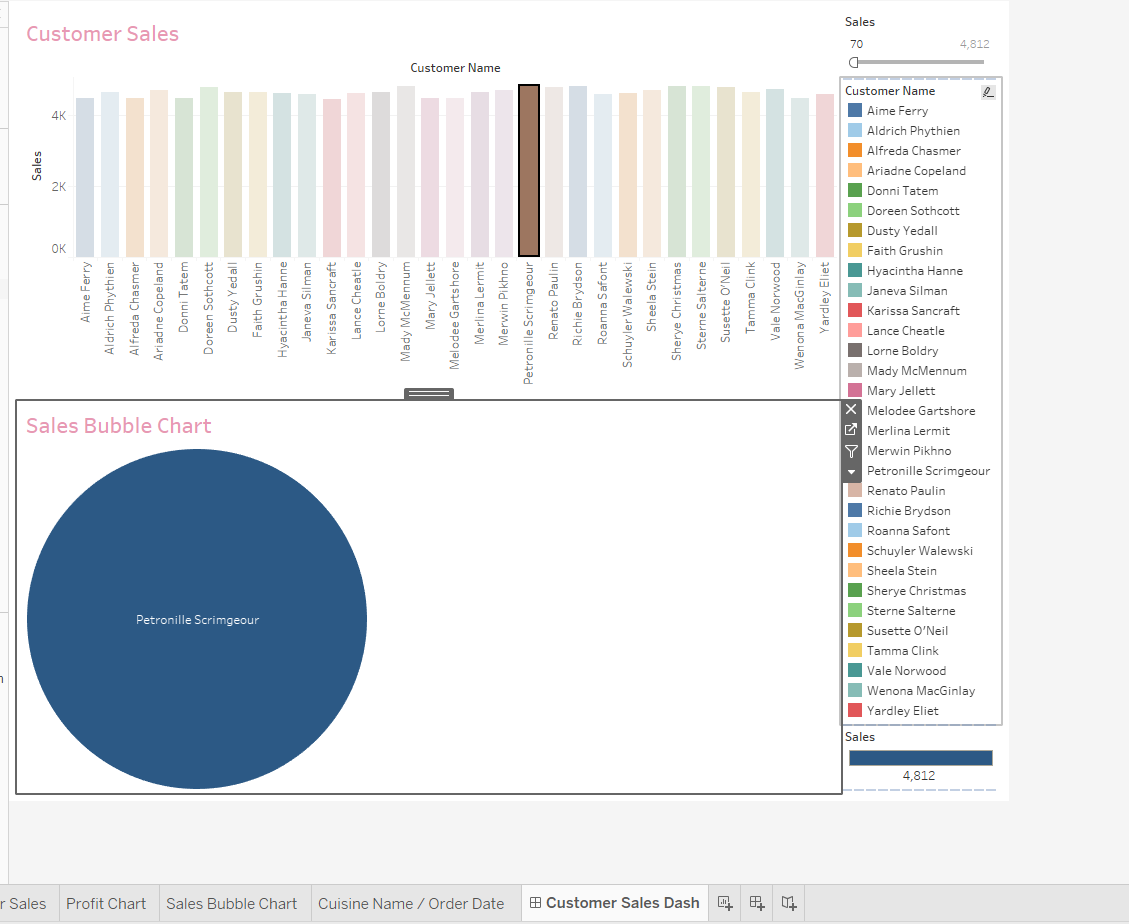 Customer Sales
Customer Name
Sales
4K
2K
0K
Aime Ferry
Aldrich Phythien
Alfreda Chasmer
Ariadne Copeland
Donni Tatem
Doreen Sothcott
Dusty Yedall
Faith Grushin
Hyacintha Hanne
Janeva Silman
Karissa Sancraft
Lance Cheatle
Lorne Boldry
Mady McMennum
Mary Jellett
Melodee Gartshore
Merlina Lermit
Merwin Pikhno
Petronille Scrimgeour
Renato Paulin
Richie Brydson
Roanna Safont
Schuyler Walewski
Sheela Stein
Sherye Christmas
Sterne Salterne
Susette O'Neil
Tamma Clink
Vale Norwood
Wenona MacGinlay
Yardley Eliet
Sales Bubble Chart
Petronille Scrimgeour
Sales
70 4,812
Customer Name
Aime Ferry
Aldrich Phythien
Alfreda Chasmer
Ariadne Copeland
Donni Tatem
Doreen Sothcott
Dusty Yedall
Faith Grushin
Hyacintha Hanne
Janeva Silman
Karissa Sancraft
Lance Cheatle
Lorne Boldry
Mady McMennum
Mary Jellett
Melodee Gartshore
Merlina Lermit
Merwin Pikhno
Petronille Scrimgeour
Renato Paulin
Richie Brydson
Roanna Safont
Schuyler Walewski
Sheela Stein
Sherye Christmas
Sterne Salterne
Susette O'Neil
Tamma Clink
Vale Norwood
Wenona MacGinlay
Yardley Eliet
Sales
4,812
r Sales Profit Chart Sales Bubble Chart Cuisine Name / Order Date Customer Sales Dash